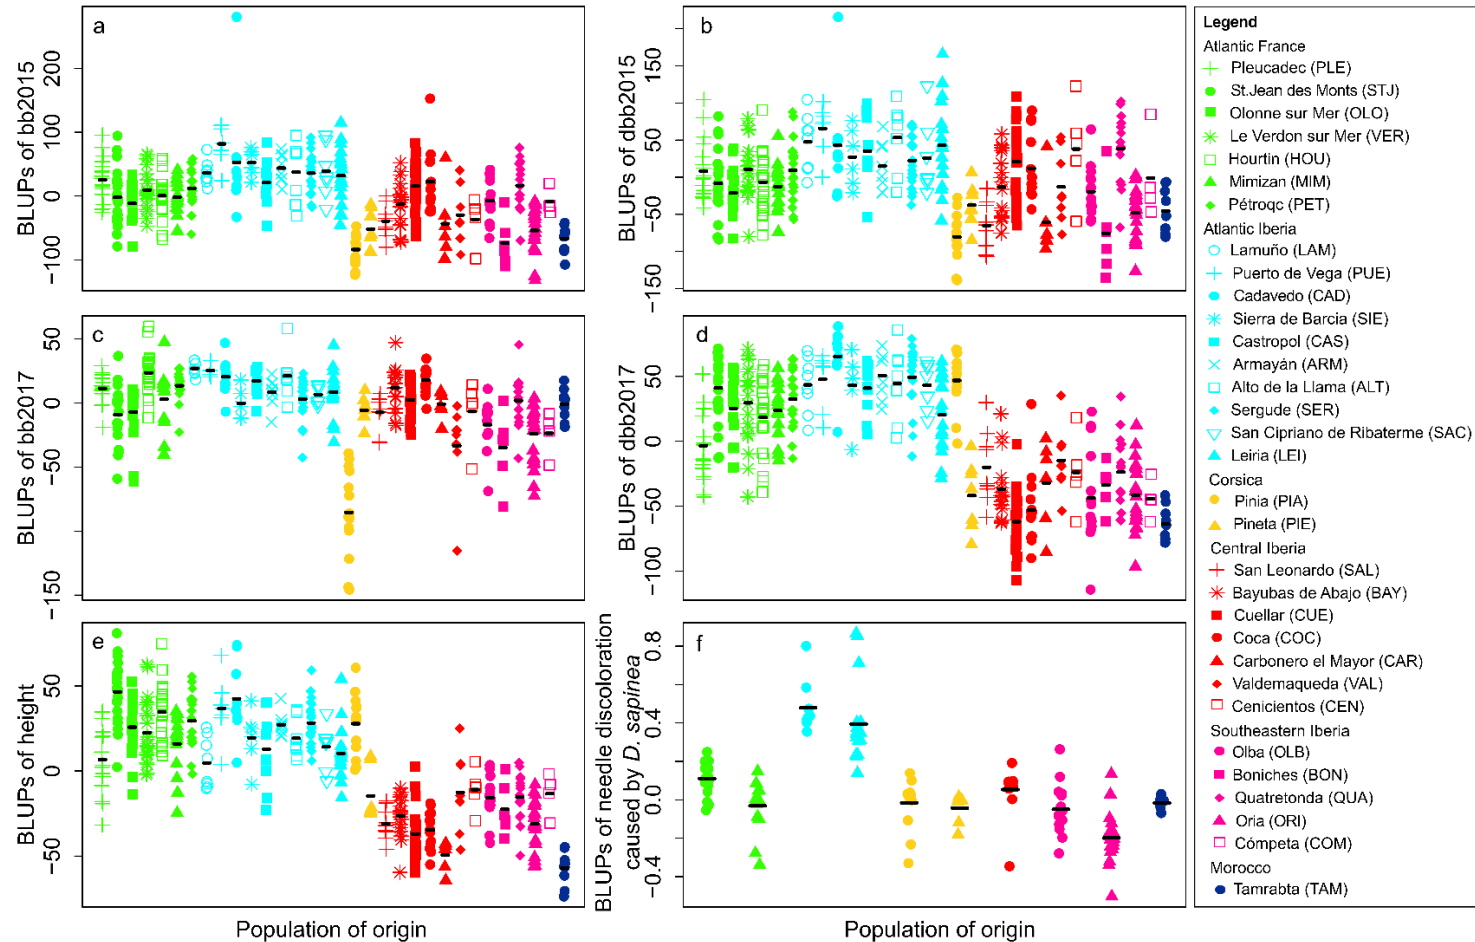 a
BLUPs of bb2015
200
100
0
−100
b
BLUPs of dbb2015
150
50
−50
−150
c
BLUPs of bb2017
50
0
−50
−150
d
BLUPs of dbb2017
50
0
−50
−100
e
BLUPs of height
50
0
−50
Population of origin
f
BLUPs of needle discoloration
caused by D. sapinea
0.8
0.4
0.0
−0.4
Population of origin
Legend
Atlantic France
Pleucadec (PLE)
St.Jean des Monts (STJ)
Olonne sur Mer (OLO)
Le Verdon sur Mer (VER)
Hourtin (HOU)
Mimizan (MIM)
Pétroqc (PET)
Atlantic Iberia
Lamuño (LAM)
Puerto de Vega (PUE)
Cadavedo (CAD)
Sierra de Barcia (SIE)
Castropol (CAS)
Armayán (ARM)
Alto de la Llama (ALT)
Sergude (SER)
San Cipriano de Ribaterme (SAC)
Leiria (LEI)
Corsica
Pinia (PIA)
Pineta (PIE)
Central Iberia
San Leonardo (SAL)
Bayubas de Abajo (BAY)
Cuellar (CUE)
Coca (COC)
Carbonero el Mayor (CAR)
Valdemaqueda (VAL)
Cenicientos (CEN)
Southeastern Iberia
Olba (OLB)
Boniches (BON)
Quatretonda (QUA)
Oria (ORI)
Cómpeta (COM)
Morocco
Tamrabta (TAM)